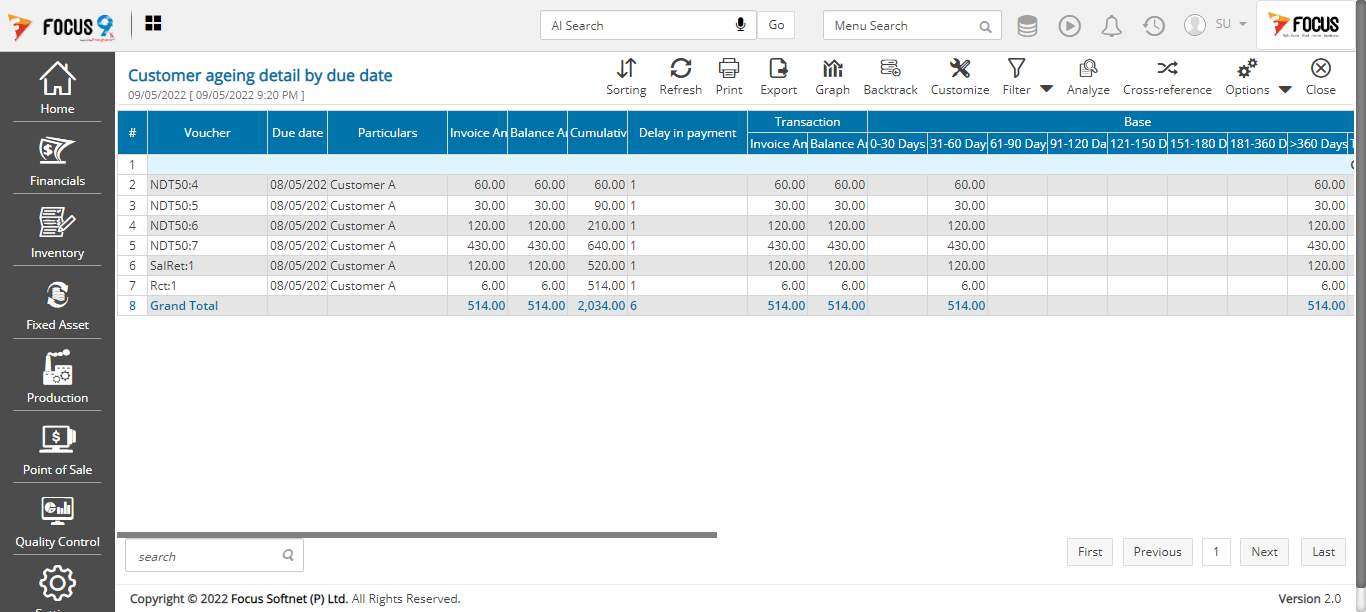 FOCUS 9
AI Search Go Menu Search SU FOCUS
Customer ageing detail by due date
09/05/2022 [ 09/05/2022 9:20 PM ]
Sorting Refresh Print Export Graph Backtrack Customize Filter Analyze Cross-reference Options Close
Home
Financials
Inventory
Fixed Asset
Production
Point of Sale
Quality Control
# Voucher Due date Particulars Invoice An Balance A Cumulativ Delay in payment Transaction Base
Invoice An Balance A 0-30 Days 31-60 Day 61-90 Day 91-120 Da 121-150 D 151-180 D 181-360 D >360 Days
1
2 NDT50:4 08/05/202 Customer A 60.00 60.00 60.00 1 60.00 60.00 60.00 60.00
3 NDT50:5 08/05/202 Customer A 30.00 30.00 90.00 1 30.00 30.00 30.00 30.00
4 NDT50:6 08/05/202 Customer A 120.00 120.00 210.00 1 120.00 120.00 120.00 120.00
5 NDT50:7 08/05/202 Customer A 430.00 430.00 640.00 1 430.00 430.00 430.00 430.00
6 SalRet:1 08/05/202 Customer A 120.00 120.00 520.00 1 120.00 120.00 120.00 120.00
7 Rct:1 08/05/202 Customer A 6.00 6.00 514.00 1 6.00 6.00 6.00 6.00
8 Grand Total 514.00 514.00 2,034.00 6 514.00 514.00 514.00 514.00
search
First Previous 1 Next Last
Copyright © 2022 Focus Softnet (P) Ltd. All Rights Reserved.
Version 2.0